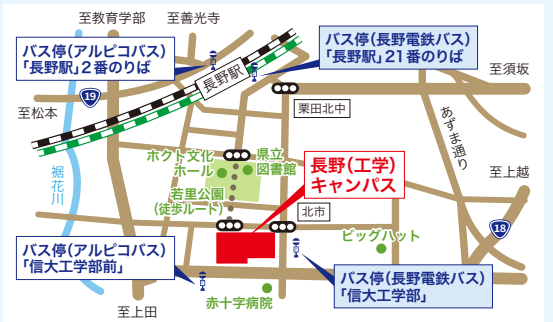 至教育学部
至善光寺
バス停(アルピコバス)
「長野駅」2番のりば
バス停(長野電鉄バス)
「長野駅」21番のりば
長野駅
至須坂
19
至松本
栗田北中
あずま通り
ホクト文化
ホール
県立
図書館
長野(工学)
キャンパス
至上越
裾花川
若里公園
(徒歩ルート)
北市
18
ビッグハット
バス停(アルピコバス)
「信大工学部前」
バス停(長野電鉄バス)
「信大工学部」
赤十字病院
至上田